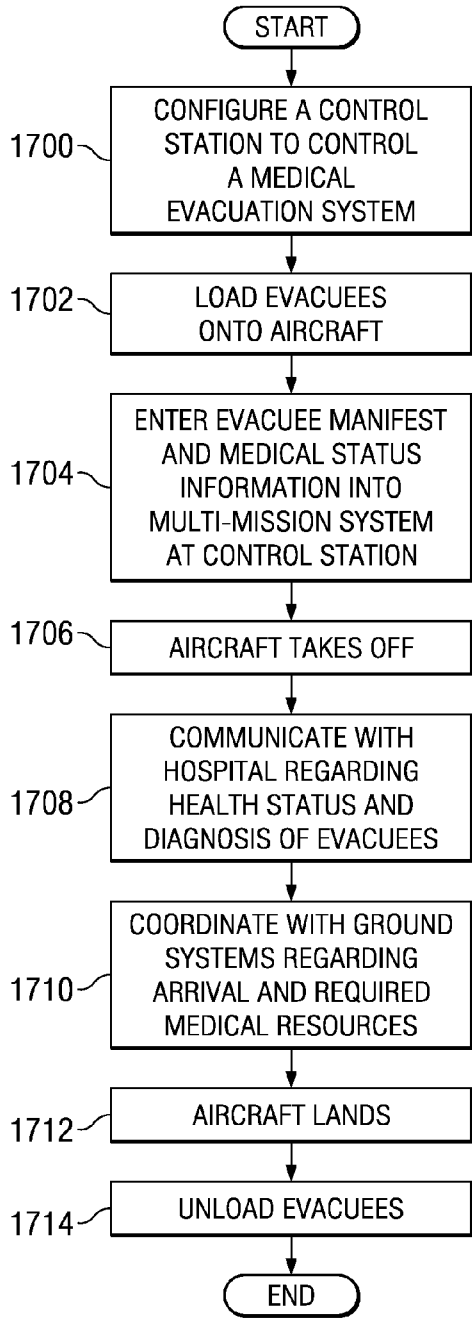 START
1700
CONFIGURE A CONTROL
STATION TO CONTROL
A MEDICAL
EVACUATION SYSTEM
1702
LOAD EVACUEES
ONTO AIRCRAFT
1704
ENTER EVACUEE MANIFEST
AND MEDICAL STATUS
INFORMATION INTO
MULTI-MISSION SYSTEM
AT CONTROL STATION
1706
AIRCRAFT TAKES OFF
1708
COMMUNICATE WITH
HOSPITAL REGARDING
HEALTH STATUS AND
DIAGNOSIS OF EVACUEES
1710
COORDINATE WITH GROUND
SYSTEMS REGARDING
ARRIVAL AND REQUIRED
MEDICAL RESOURCES
1712
AIRCRAFT LANDS
1714
UNLOAD EVACUEES
END